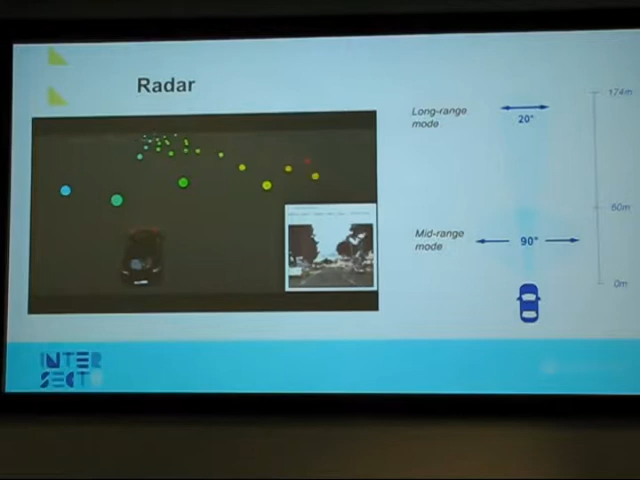 Radar
Long-range
mode
20°
174m
60m
Mid-range
mode
90°
0m
INTER
SECT